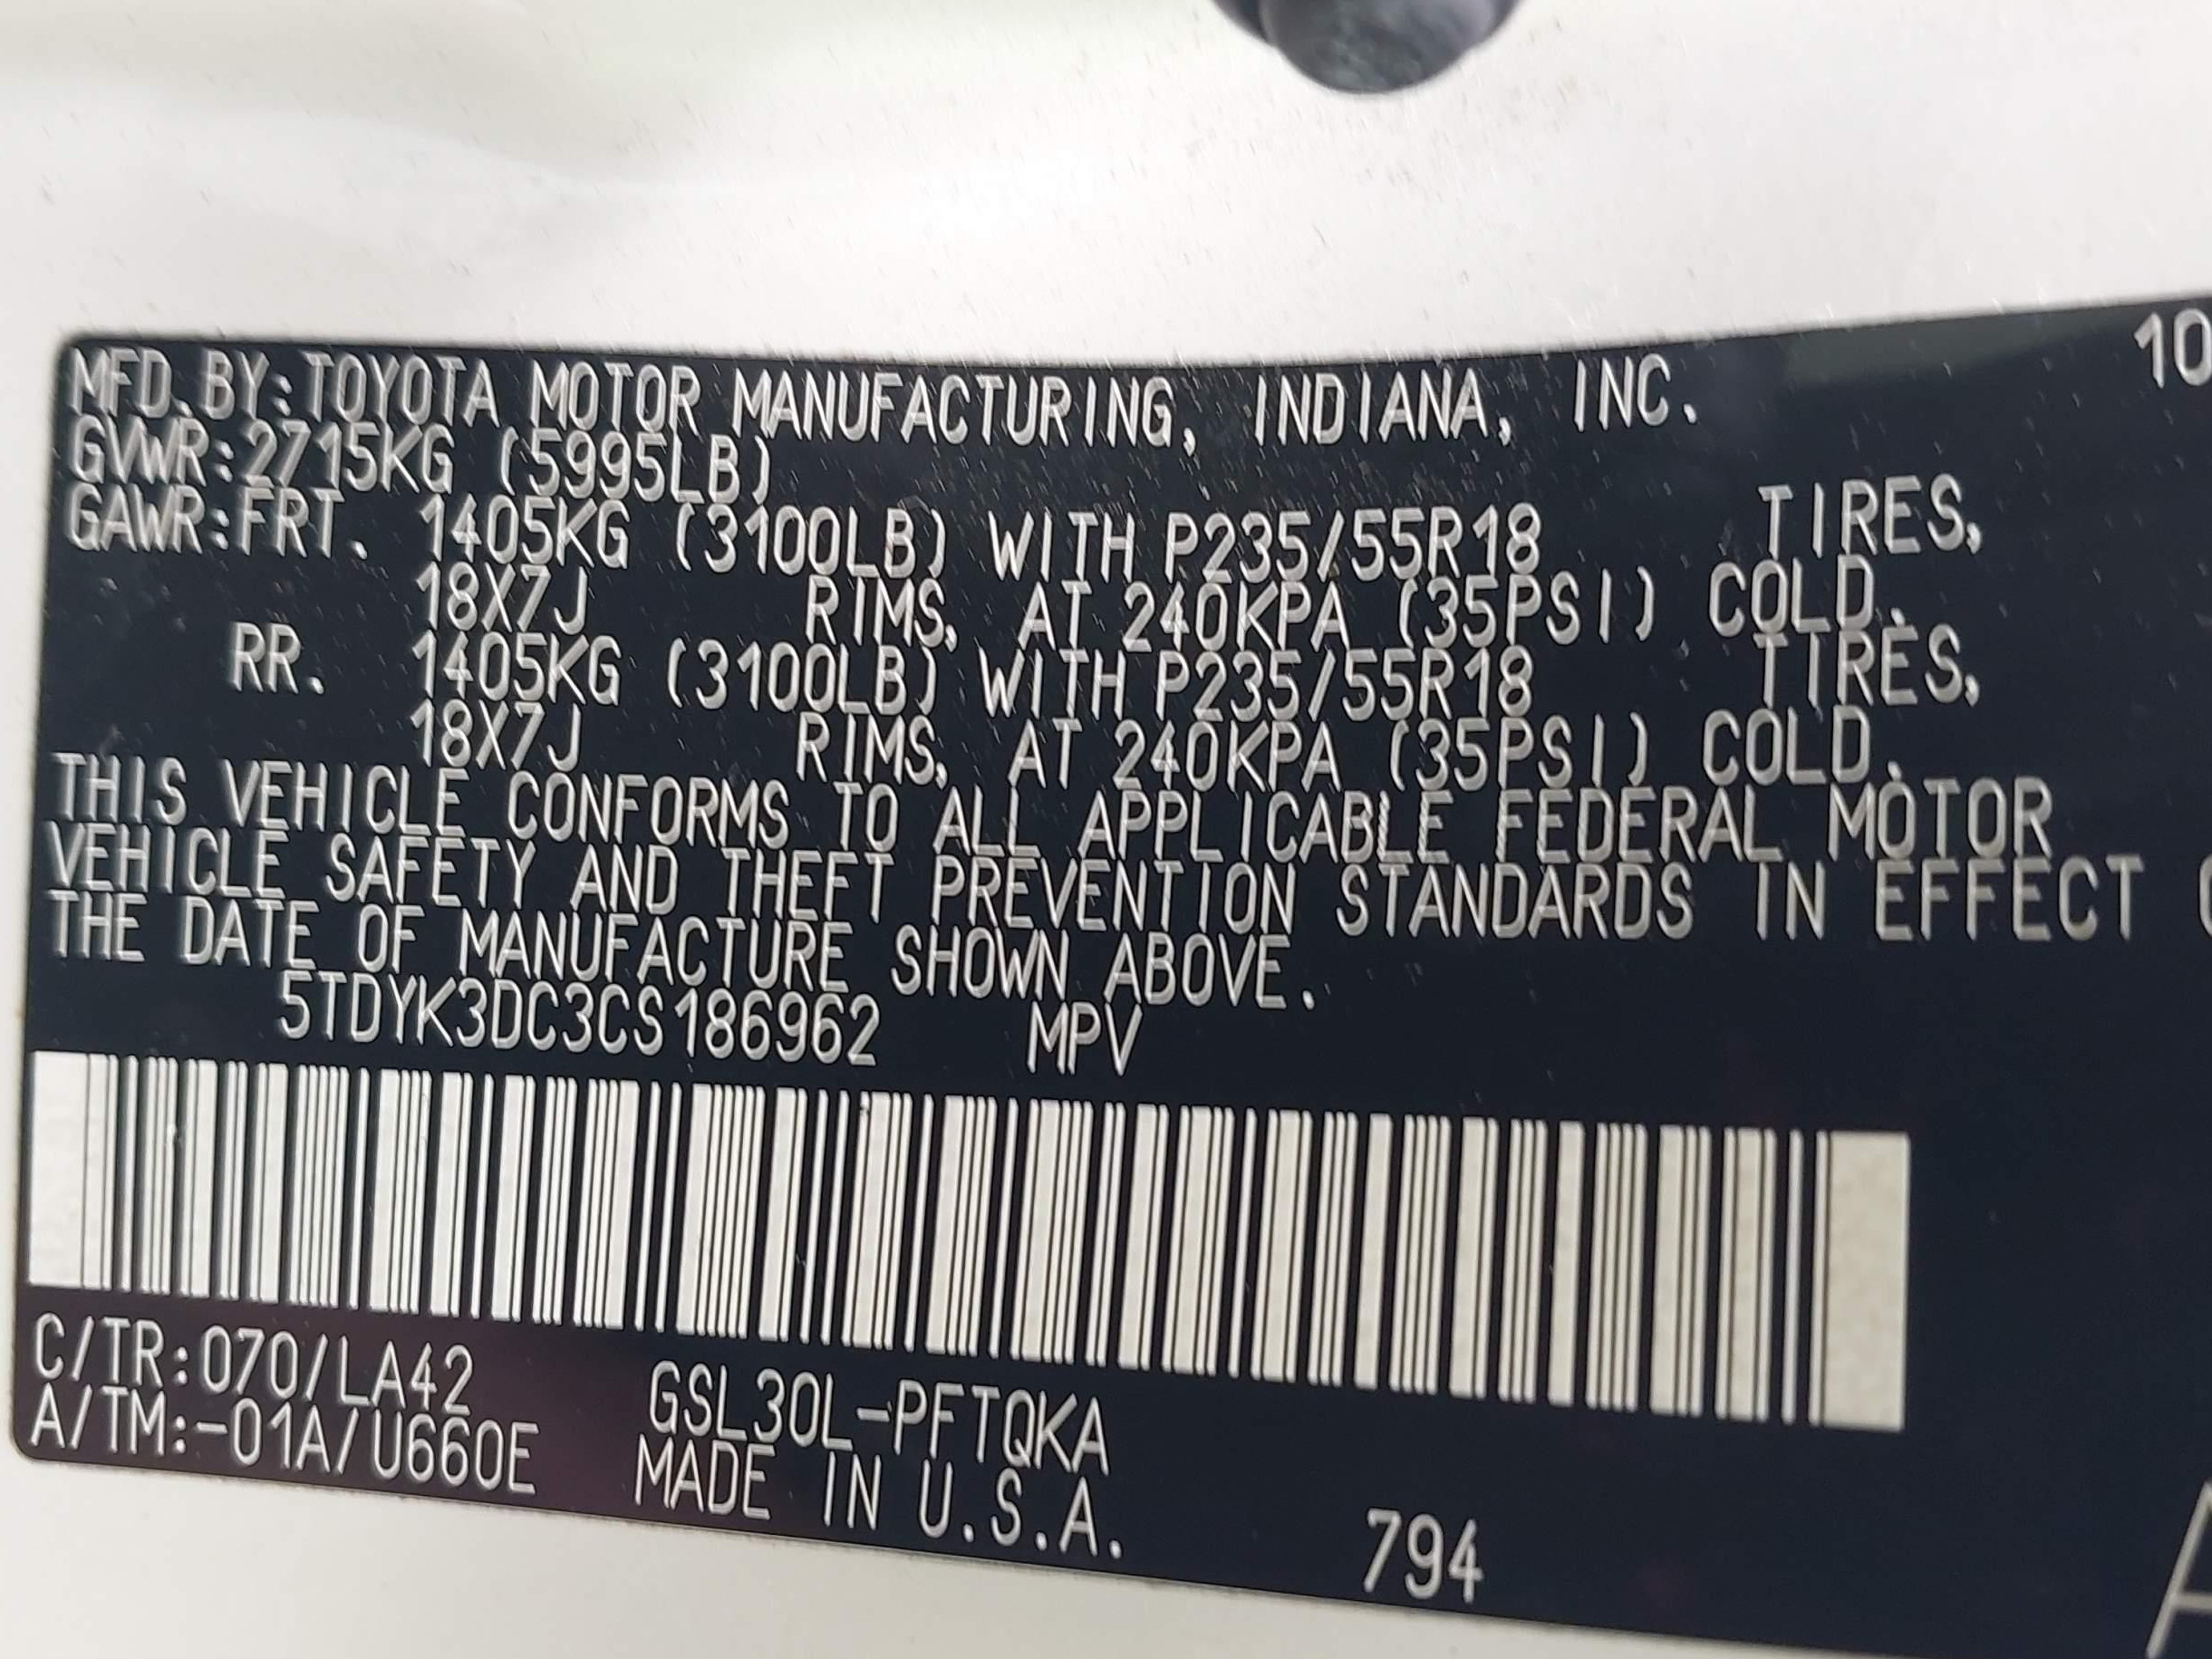 MFD.BY:TOYOTA MOTOR MANUFACTURING, INDIANA, INC. 10
GVWR:2715KG (5995LB)
GAWR:FRT. 1405KG (3100LB) WITH P235/55R18 TIRES,
18X7J RIMS, AT 240KPA (35PSI) COLD.
RR. 1405KG (3100LB) WITH P235/55R18 TIRES,
18X7J RIMS, AT 240KPA (35PSI) COLD.
THIS VEHICLE CONFORMS TO ALL APPLICABLE FEDERAL MOTOR
VEHICLE SAFETY AND THEFT PREVENTION STANDARDS IN EFFECT
THE DATE OF MANUFACTURE SHOWN ABOVE.
5TDYK3DC3CS186962 MPV
C/TR:070/LA42 GSL30L-PFTQKA
A/TM:-01A/U660E MADE IN U.S.A. 794